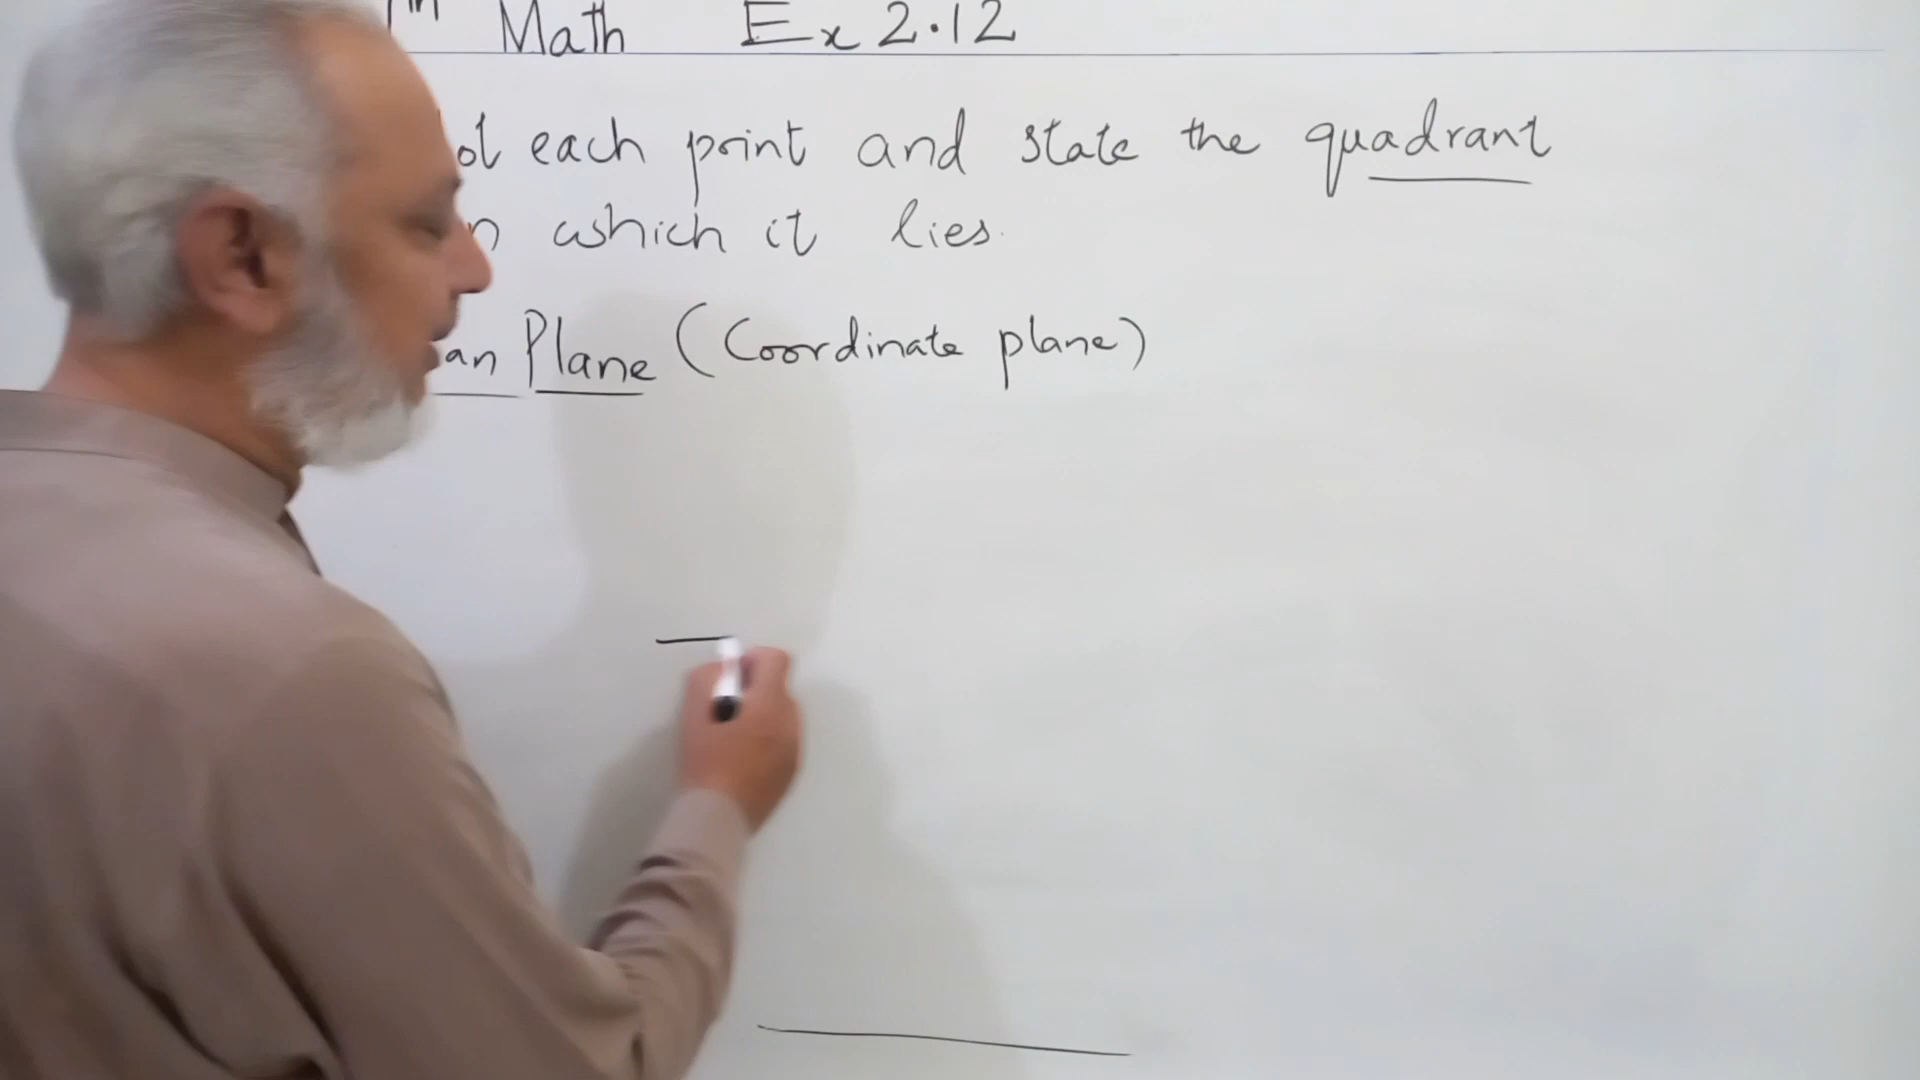 Math Ex 2.12
each point and state the quadrant
which it lies.
Plane (Coordinate plane)